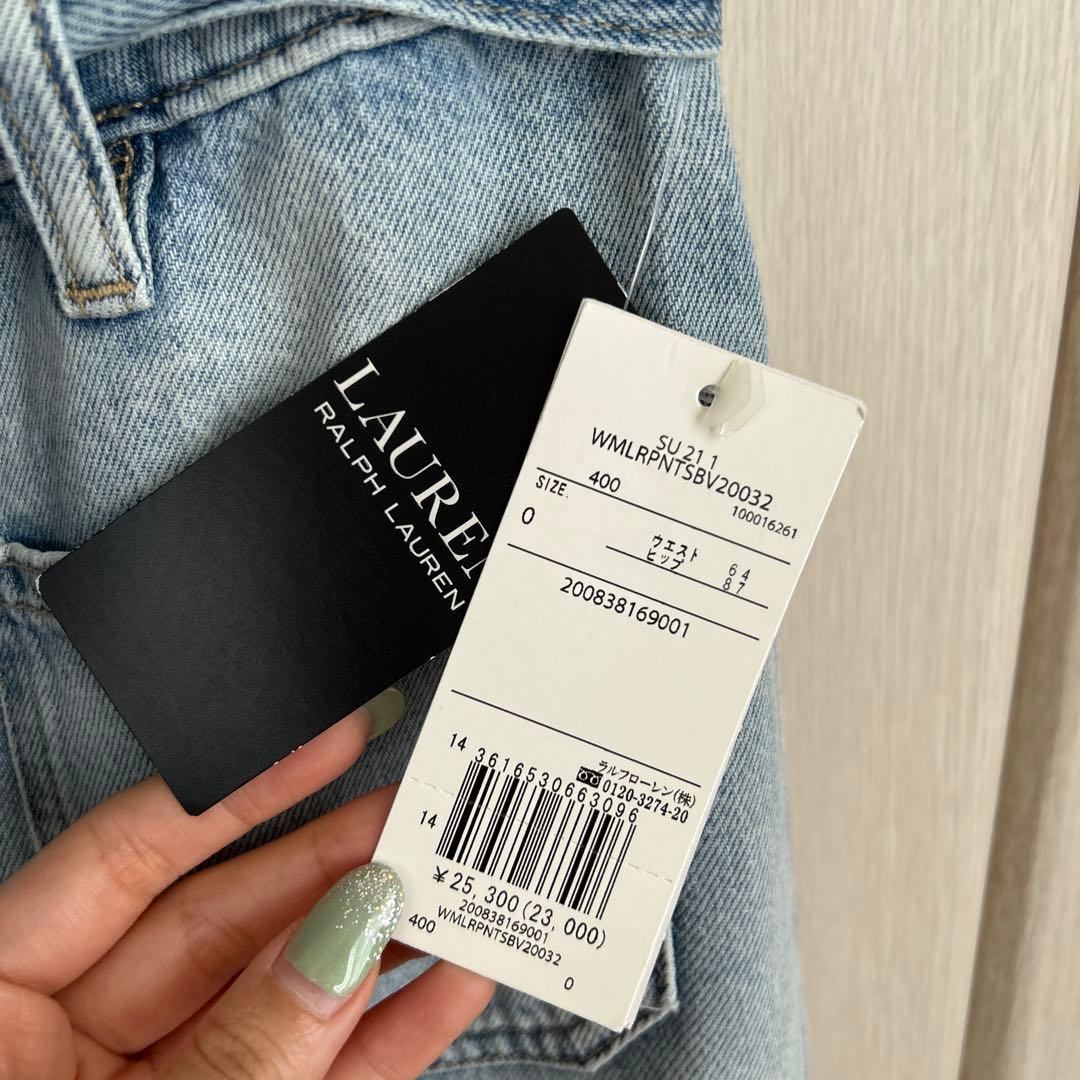 LAUREN
RALPH LAUREN
SU 21 1
WMLRPNTSBV20032
100016261
SIZE. 400
0
ウエスト 64
ヒップ 87
200838169001
ラルフローレン(株)
0120-3274-20
14 3616530663096
14
¥25,300(23,000)
200838169001
WMLRPNTSBV20032
400
0